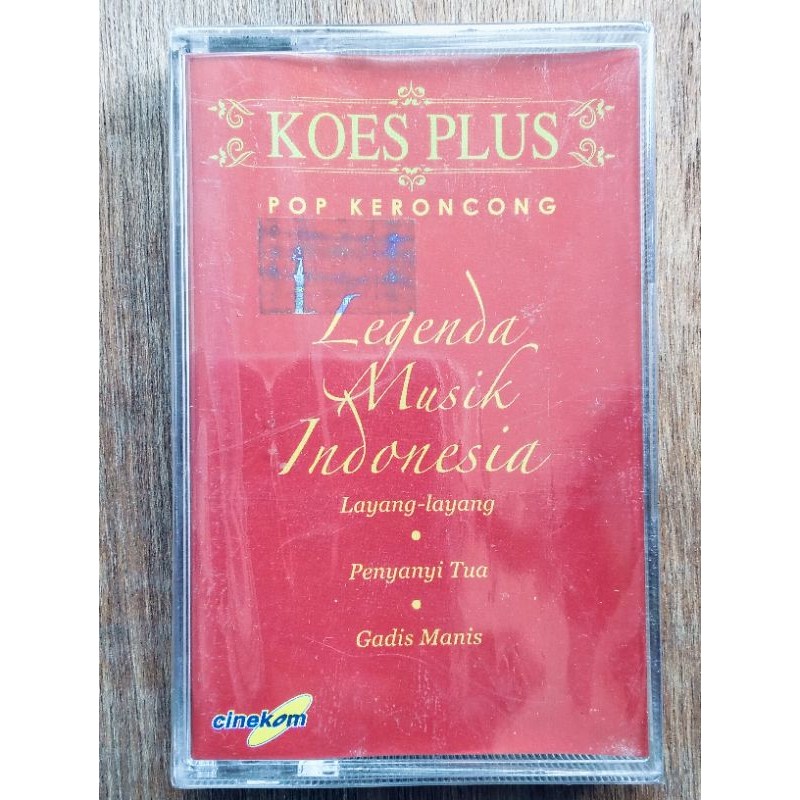 KOES PLUS
POP KERONCONG
Legenda
Musik
Indonesia
Layang-layang
•
Penyanyi Tua
•
Gadis Manis
cinekom